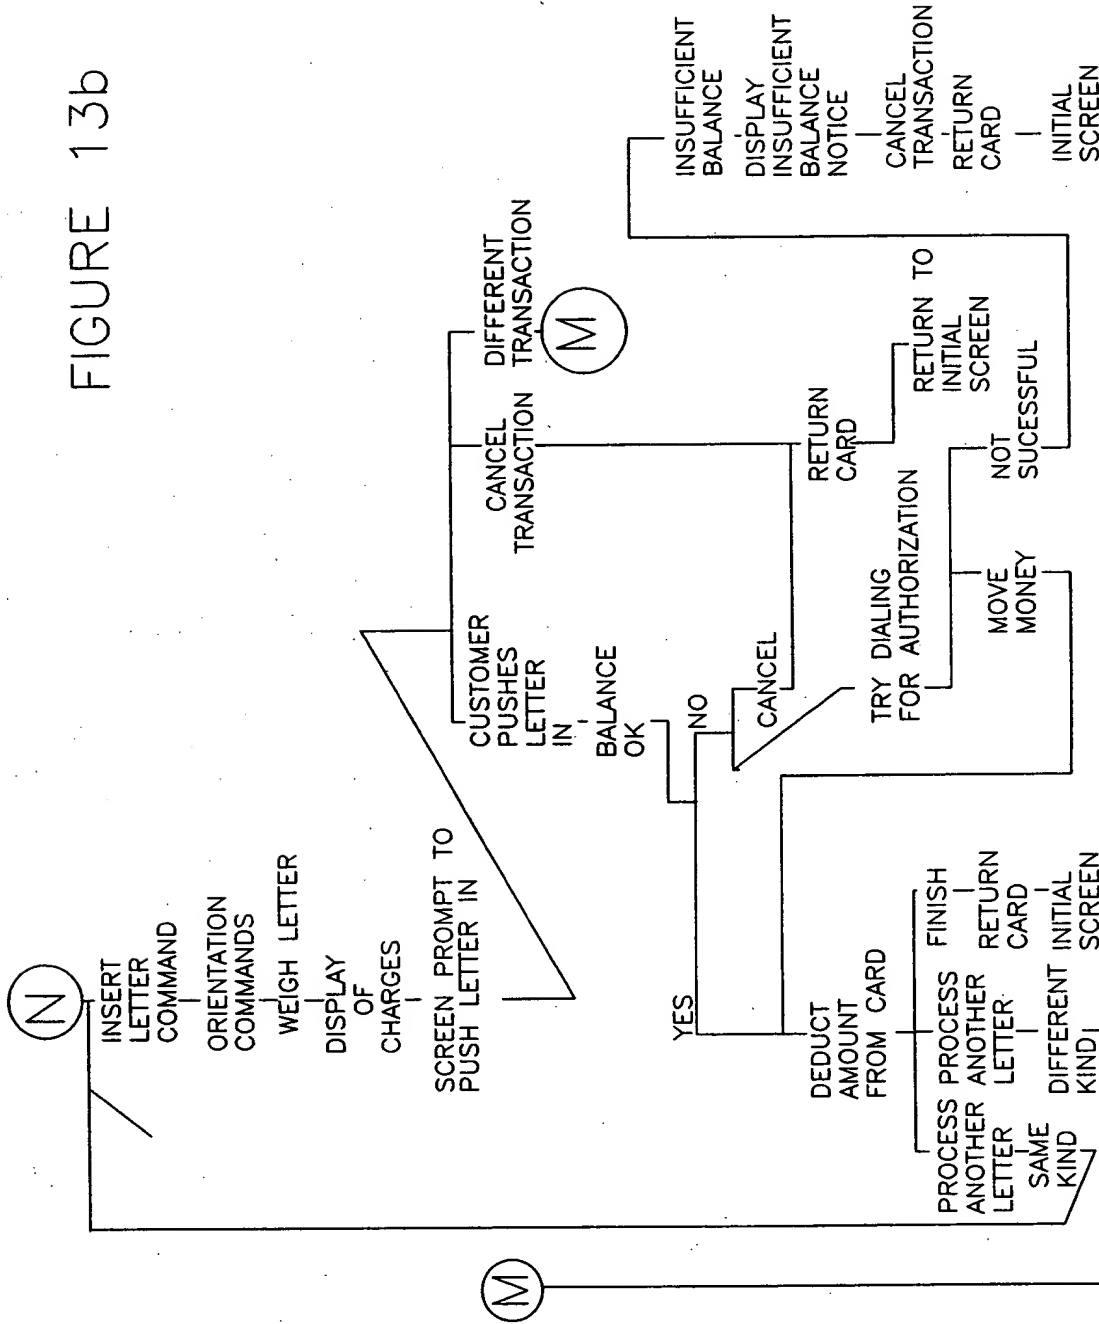 FIGURE 13b
N
INSERT
LETTER
COMMAND
ORIENTATION
COMMANDS
WEIGH LETTER
DISPLAY
OF
CHARGES
SCREEN PROMPT TO
PUSH LETTER IN
CUSTOMER
PUSHES
LETTER
IN
CANCEL
TRANSACTION
DIFFERENT
TRANSACTION
M
BALANCE
OK
YES
NO
CANCEL
RETURN
CARD
RETURN TO
INITIAL
SCREEN
TRY DIALING
FOR AUTHORIZATION
MOVE
MONEY
NOT
SUCESSFUL
INSUFFICIENT
BALANCE
DISPLAY
INSUFFICIENT
BALANCE
NOTICE
CANCEL
TRANSACTION
RETURN
CARD
INITIAL
SCREEN
DEDUCT
AMOUNT
FROM CARD
PROCESS
ANOTHER
LETTER
SAME
KIND
PROCESS
ANOTHER
LETTER
DIFFERENT
KIND
FINISH
RETURN
CARD
INITIAL
SCREEN
M